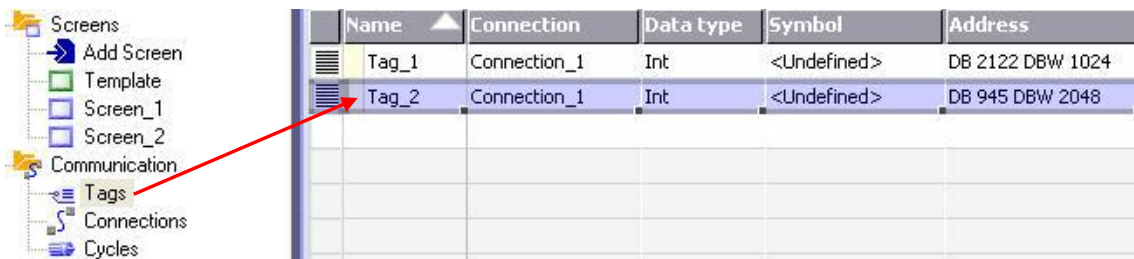 Screens
Add Screen
Template
Screen_1
Screen_2
Communication
Tags
Connections
Cycles
Name Connection Data type Symbol Address
Tag_1 Connection_1 Int <Undefined> DB 2122 DBW 1024
Tag_2 Connection_1 Int <Undefined> DB 945 DBW 2048